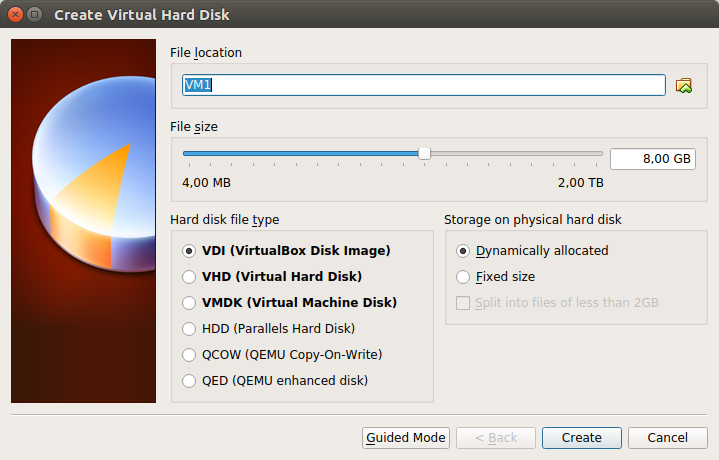 Create Virtual Hard Disk
File location
VM1
File size
8,00 GB
4,00 MB
2,00 TB
Hard disk file type
VDI (VirtualBox Disk Image)
VHD (Virtual Hard Disk)
VMDK (Virtual Machine Disk)
HDD (Parallels Hard Disk)
QCOW (QEMU Copy-On-Write)
QED (QEMU enhanced disk)
Storage on physical hard disk
Dynamically allocated
Fixed size
Split into files of less than 2GB
Guided Mode
< Back
Create
Cancel